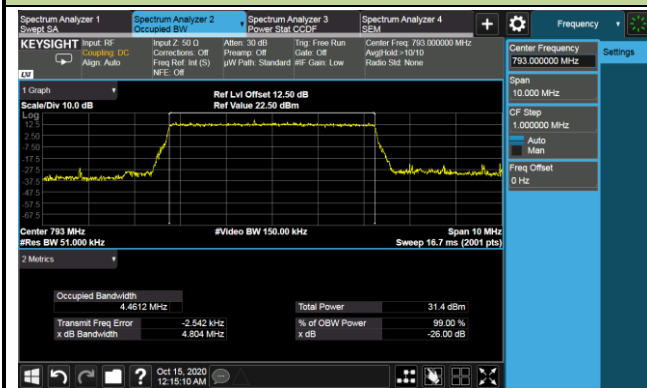 Spectrum Analyzer 1
Swept SA
Spectrum Analyzer 2
Occupied BW
Spectrum Analyzer 3
Power Stat CCDF
Spectrum Analyzer 4
SEM
+
Frequency
KEYSIGHT
Input: RF
Coupling: DC
Align: Auto
Input Z: 50 Ω
Corrections: Off
Freq Ref: Int (S)
NFE: Off
Atten: 30 dB
Preamp: Off
µW Path: Standard
Trig: Free Run
Gate: Off
#IF Gain: Low
Center Freq: 793.000000 MHz
Avg|Hold:>10/10
Radio Std: None
LXI
Center Frequency
793.000000 MHz
Settings
Span
10.000 MHz
CF Step
1.000000 MHz
Auto
Man
Freq Offset
0 Hz
1 Graph
Scale/Div 10.0 dB
Ref Lvl Offset 12.50 dB
Ref Value 22.50 dBm
Log
12.5
2.50
-7.50
-17.5
-27.5
-37.5
-47.5
-57.5
-67.5
Center 793 MHz
#Res BW 51.000 kHz
#Video BW 150.00 kHz
Span 10 MHz
Sweep 16.7 ms (2001 pts)
2 Metrics
Occupied Bandwidth
4.4612 MHz
Total Power
31.4 dBm
Transmit Freq Error
-2.542 kHz
% of OBW Power
99.00 %
x dB Bandwidth
4.804 MHz
x dB
-26.00 dB
?
Oct 15, 2020
12:15:10 AM